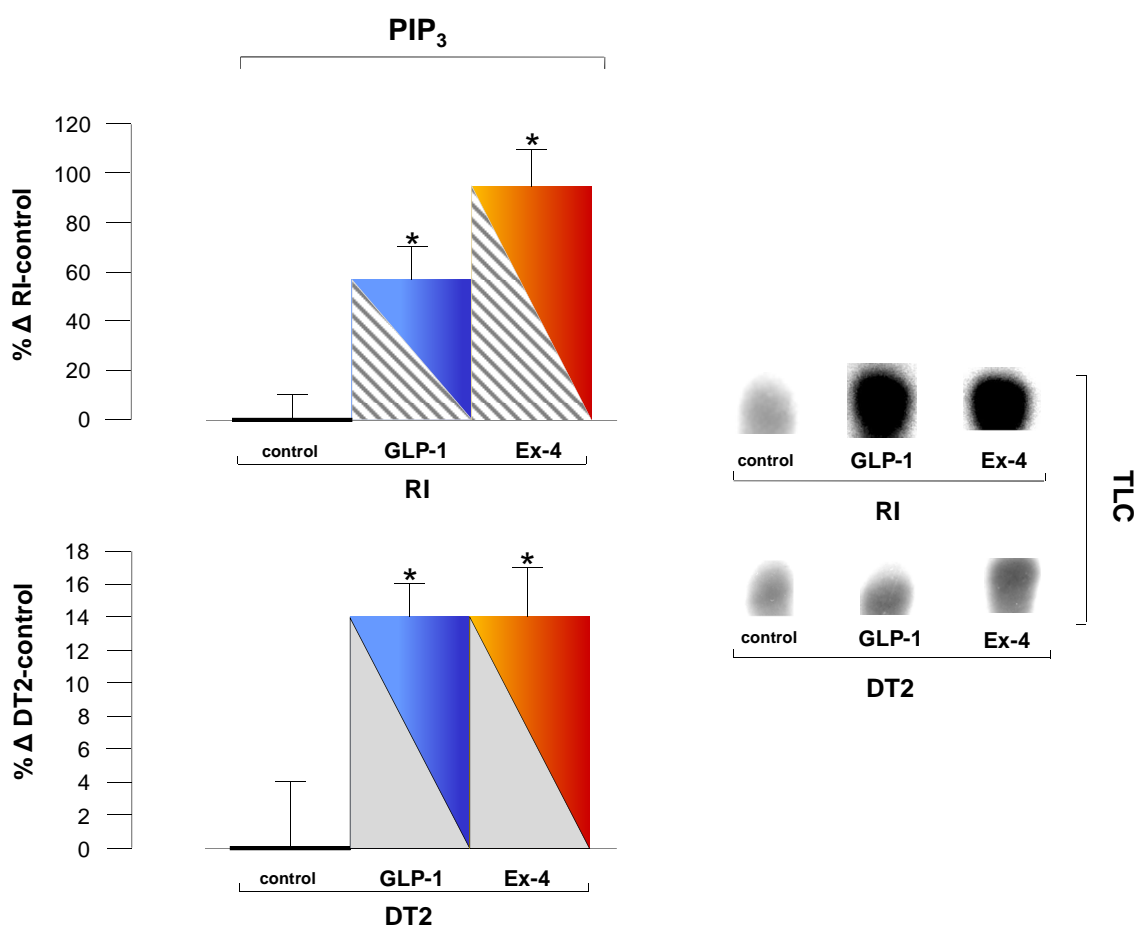 PIP₃
120
100
80
60
40
20
0
% Δ RI-control
*
*
control GLP-1 Ex-4
RI
18
16
14
12
10
8
6
4
2
0
% Δ DT2-control
*
*
control GLP-1 Ex-4
DT2
control GLP-1 Ex-4
RI
control GLP-1 Ex-4
DT2
TLC